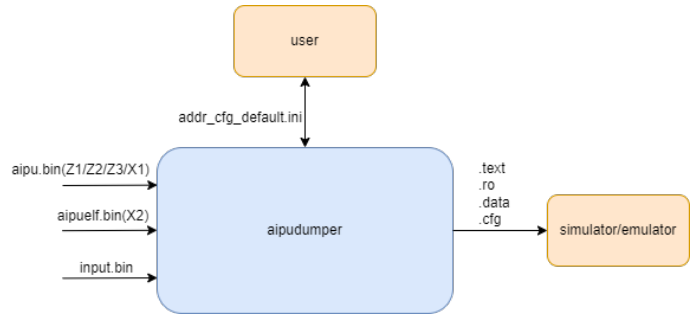 user
addr_cfg_default.ini
aipu.bin(Z1/Z2/Z3/X1)
aipuelf.bin(X2)
input.bin
aipudumper
.text
.ro
.data
.cfg
simulator/emulator